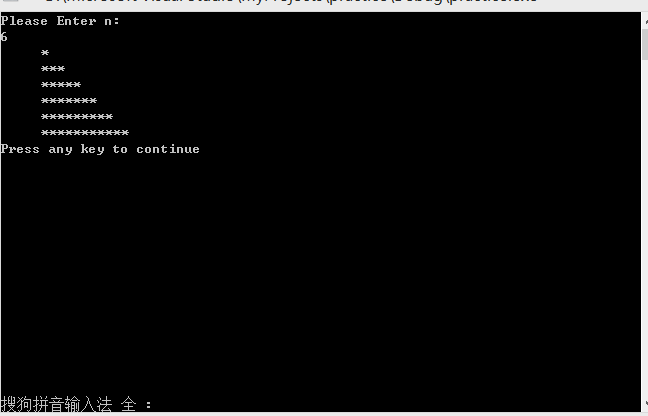 Please Enter n:
6
     *
     ***
     *****
     *******
     *********
     ***********
Press any key to continue
搜狗拼音输入法 全 :